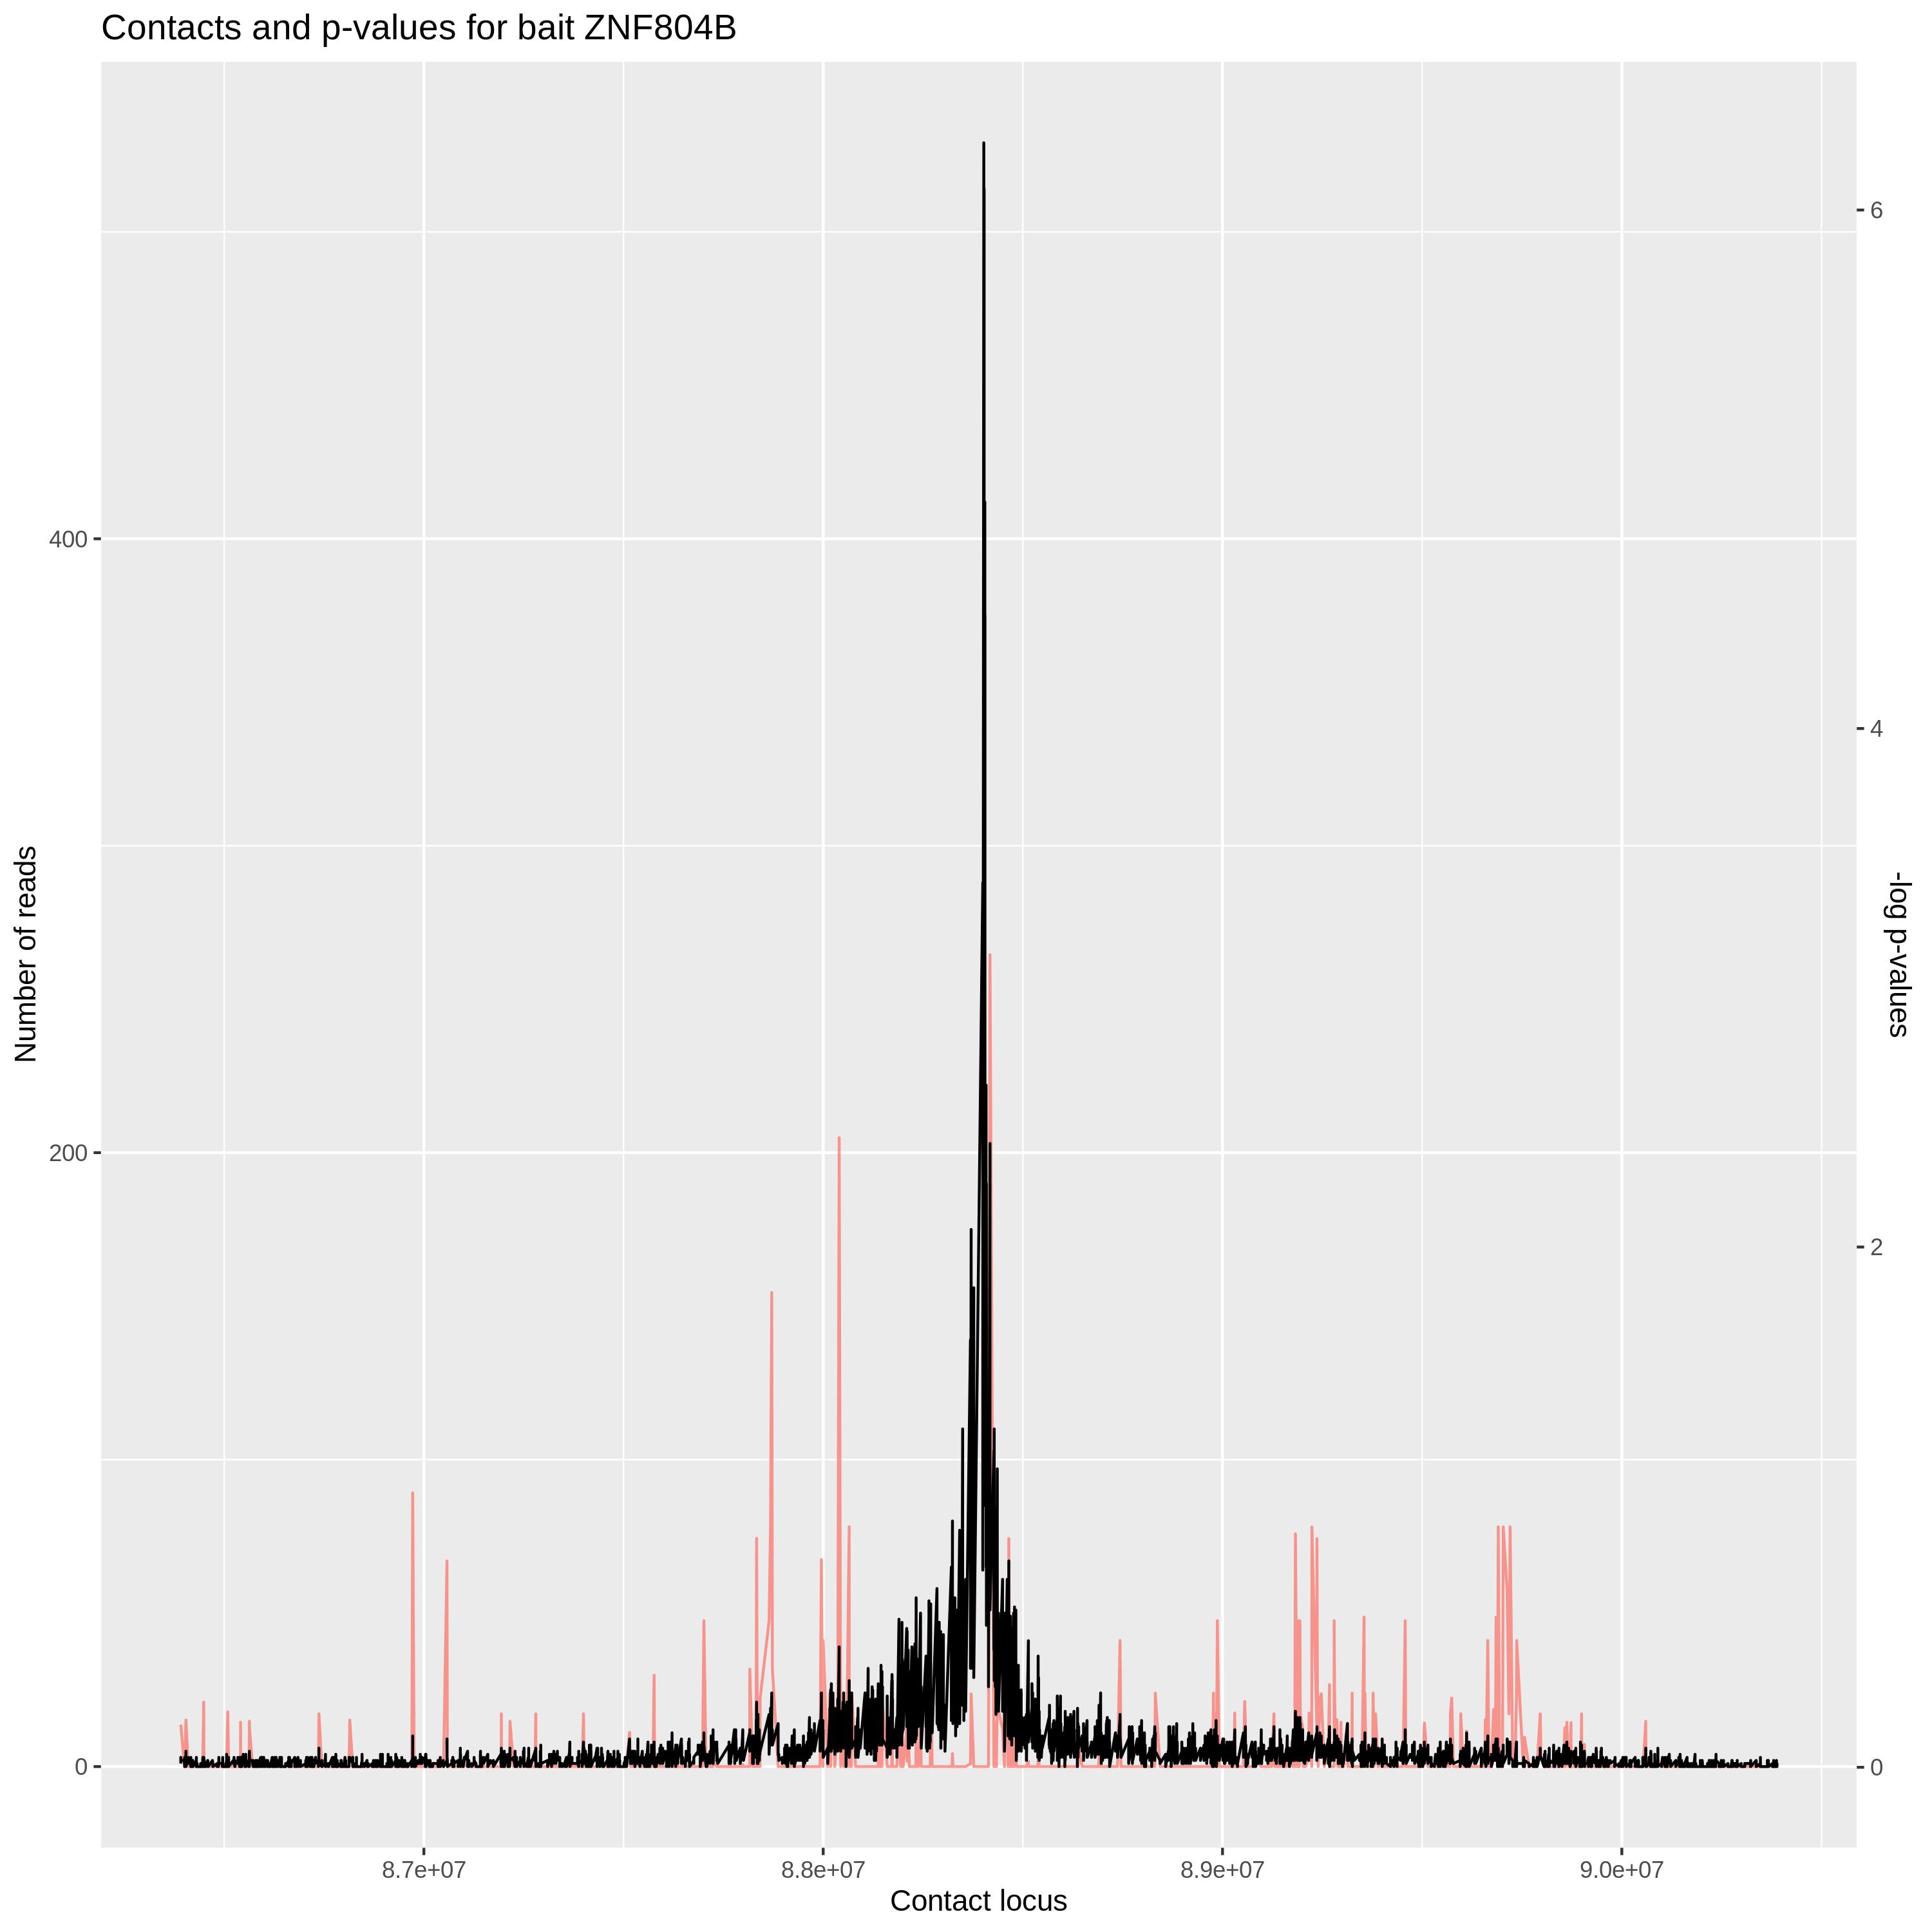 Contacts and p-values for bait ZNF804B
Number of reads
400
200
0
6
4
2
0
-log p-values
8.7e+07
8.8e+07
8.9e+07
9.0e+07
Contact locus